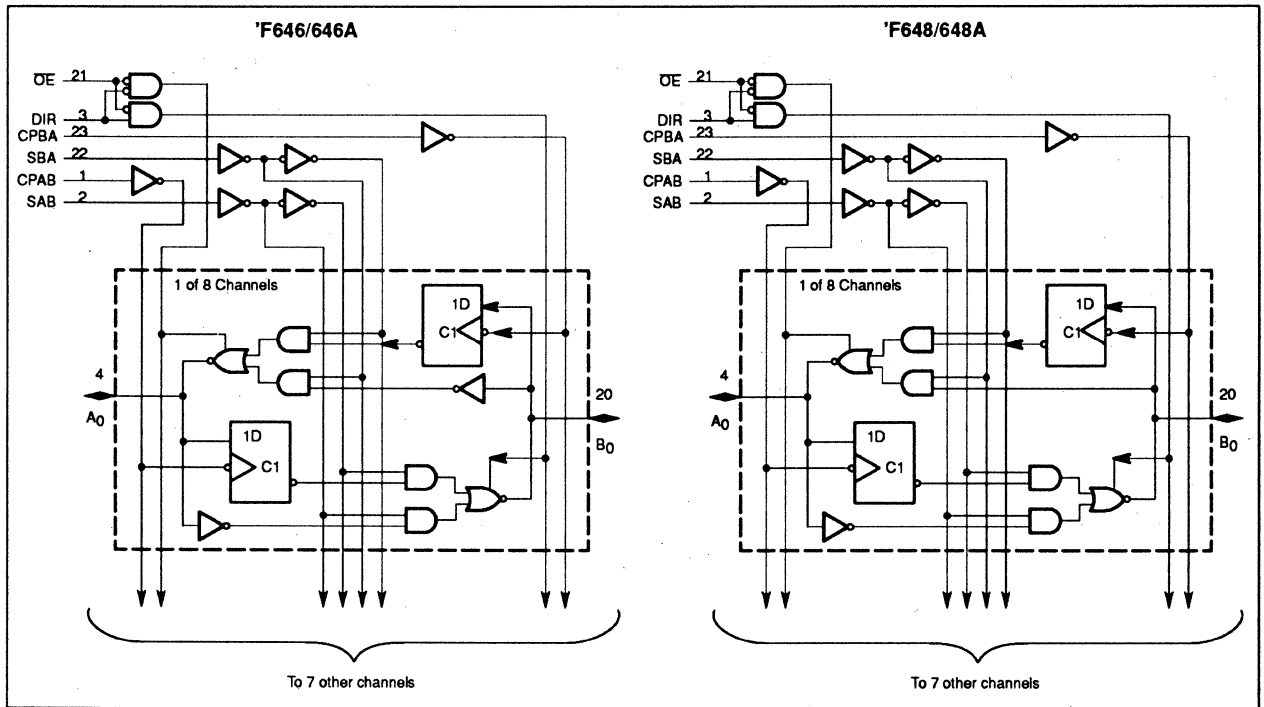 'F646/646A
OE 21
DIR 3
CPBA 23
SBA 22
CPAB 1
SAB 2
1 of 8 Channels
1D
C1
4
A0
20
B0
1D
C1
To 7 other channels
'F648/648A
OE 21
DIR 3
CPBA 23
SBA 22
CPAB 1
SAB 2
1 of 8 Channels
1D
C1
4
A0
20
B0
1D
C1
To 7 other channels